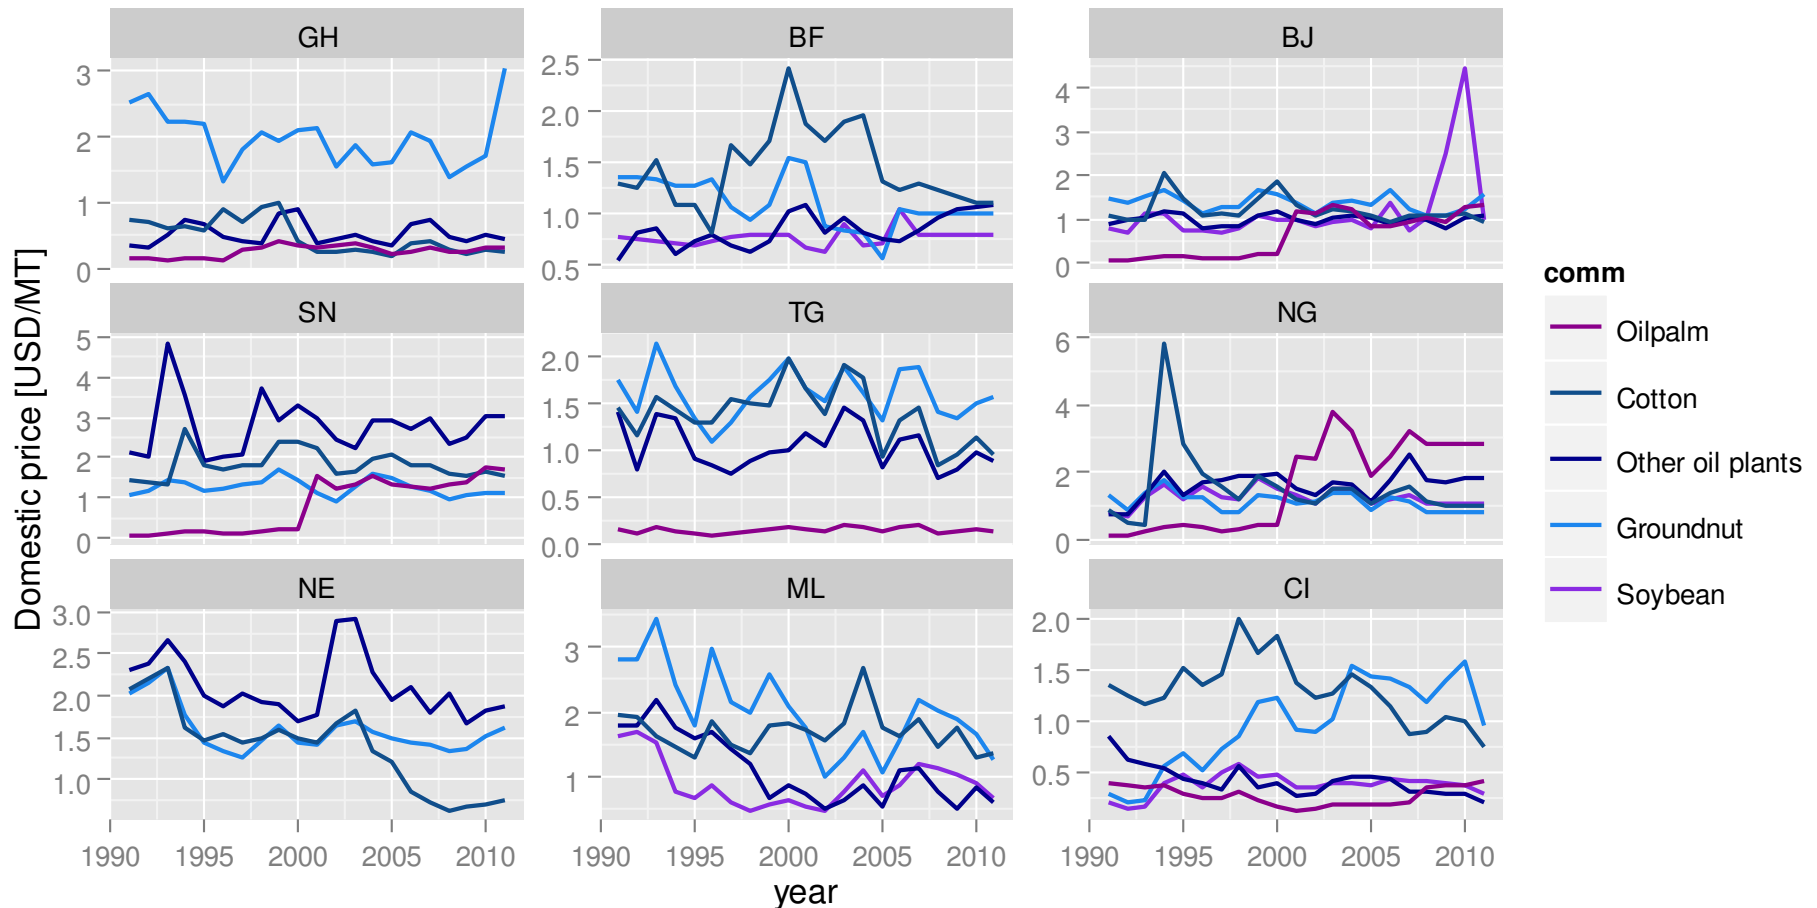 GH
BF
BJ
3
2
1
0
2.5
2.0
1.5
1.0
0.5
4
3
2
1
0
SN
TG
NG
5
4
3
2
1
0
2.0
1.5
1.0
0.5
0.0
6
4
2
0
NE
ML
CI
3.0
2.5
2.0
1.5
1.0
3
2
1
2.0
1.5
1.0
0.5
1990 1995 2000 2005 2010
1990 1995 2000 2005 2010
1990 1995 2000 2005 2010
year
Domestic price [USD/MT]
comm
Oilpalm
Cotton
Other oil plants
Groundnut
Soybean